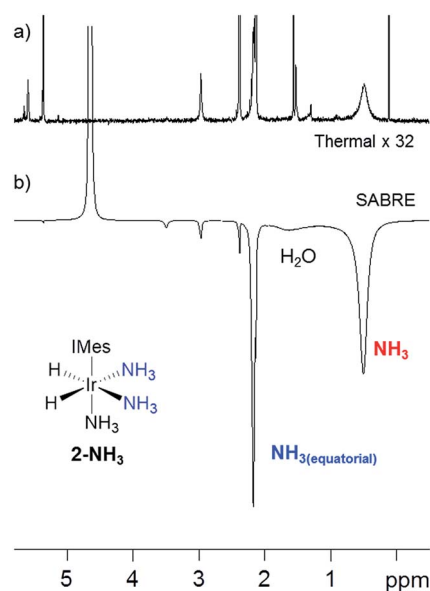 a)
Thermal x 32
b)
SABRE
H₂O
IMes
H
NH₃
Ir
H
NH₃
NH₃
2-NH₃
NH₃
NH₃(equatorial)
5 4 3 2 1 ppm